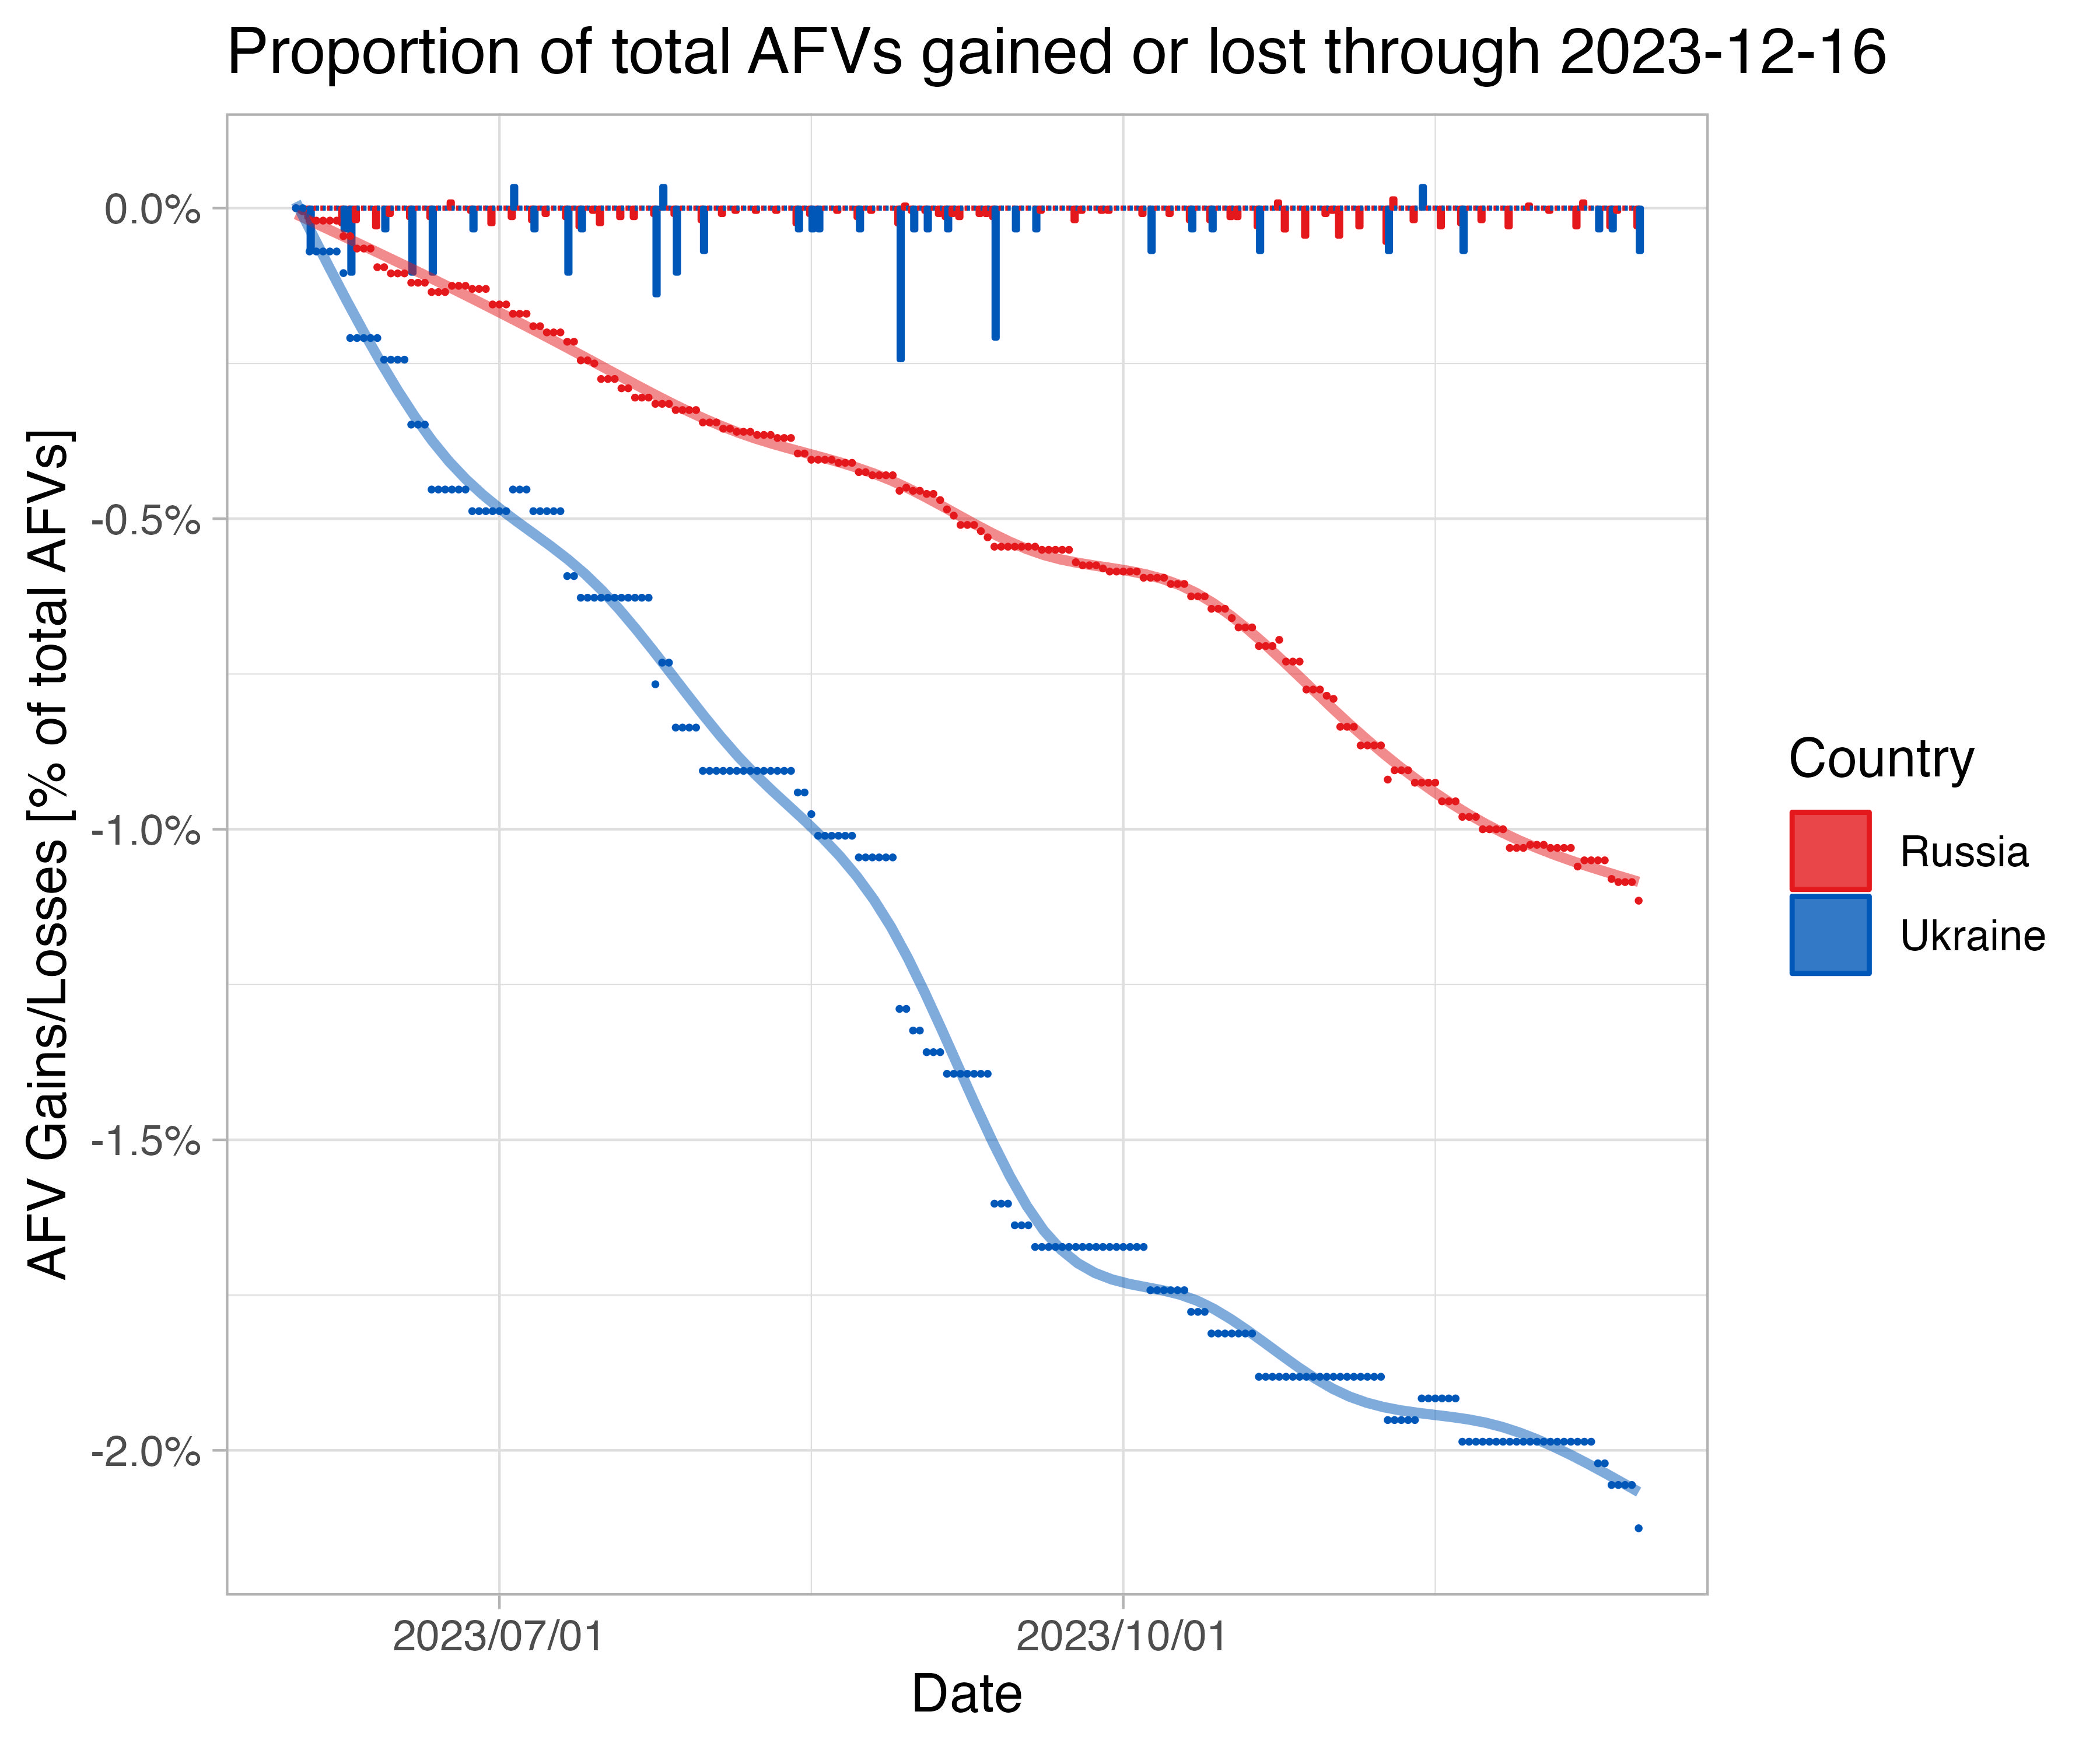 Proportion of total AFVs gained or lost through 2023-12-16
AFV Gains/Losses [% of total AFVs]
0.0%
-0.5%
-1.0%
-1.5%
-2.0%
2023/07/01
2023/10/01
Date
Country
Russia
Ukraine